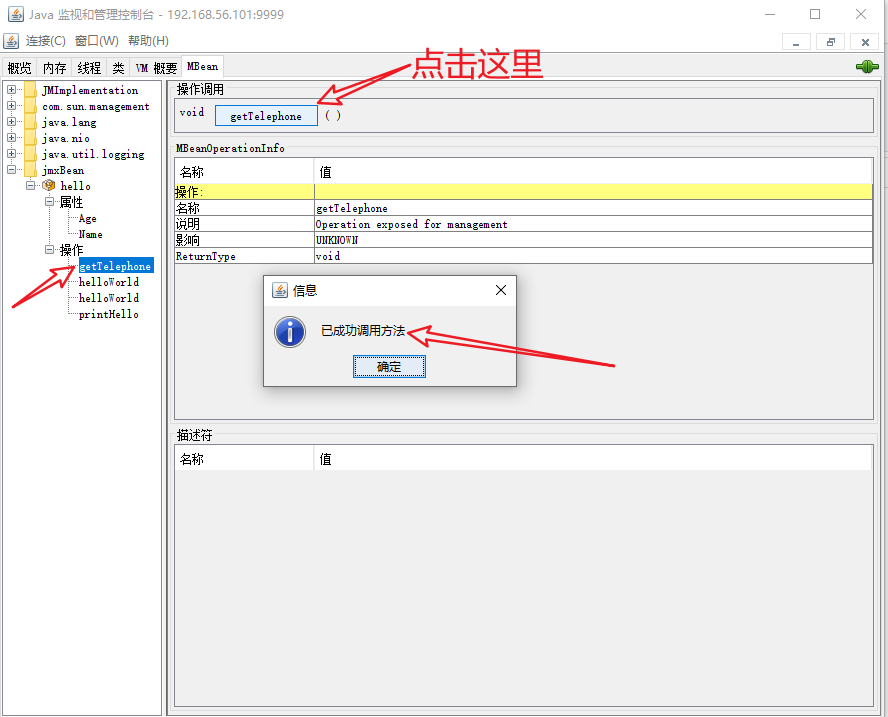 Java 监视和管理控制台 - 192.168.56.101:9999
连接(C) 窗口(W) 帮助(H)
概览 内存 线程 类 VM 概要 MBean
点击这里
JMImplementation
com.sun.management
java.lang
java.nio
java.util.logging
jmxBean
hello
属性
Age
Name
操作
getTelephone
helloWorld
helloWorld
printHello
操作调用
void getTelephone ( )
MBeanOperationInfo
名称 值
操作:
名称 getTelephone
说明 Operation exposed for management
影响 UNKNOWN
ReturnType void
信息
已成功调用方法
确定
描述符
名称 值